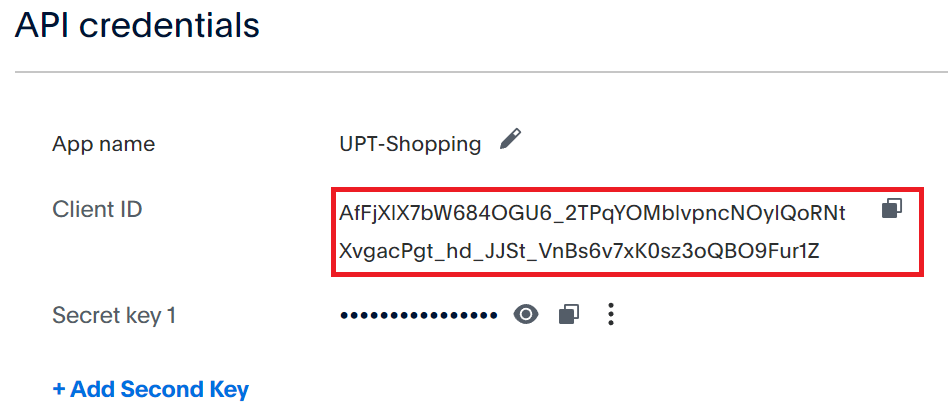 API credentials
App name UPT-Shopping
Client ID AfFjXlX7bW684OGU6_2TPqYOMblvpncNOylQoRNt
XvgacPgt_hd_JJSt_VnBs6v7xK0sz3oQBO9Fur1Z
Secret key 1 ••••••••••••••••
+ Add Second Key